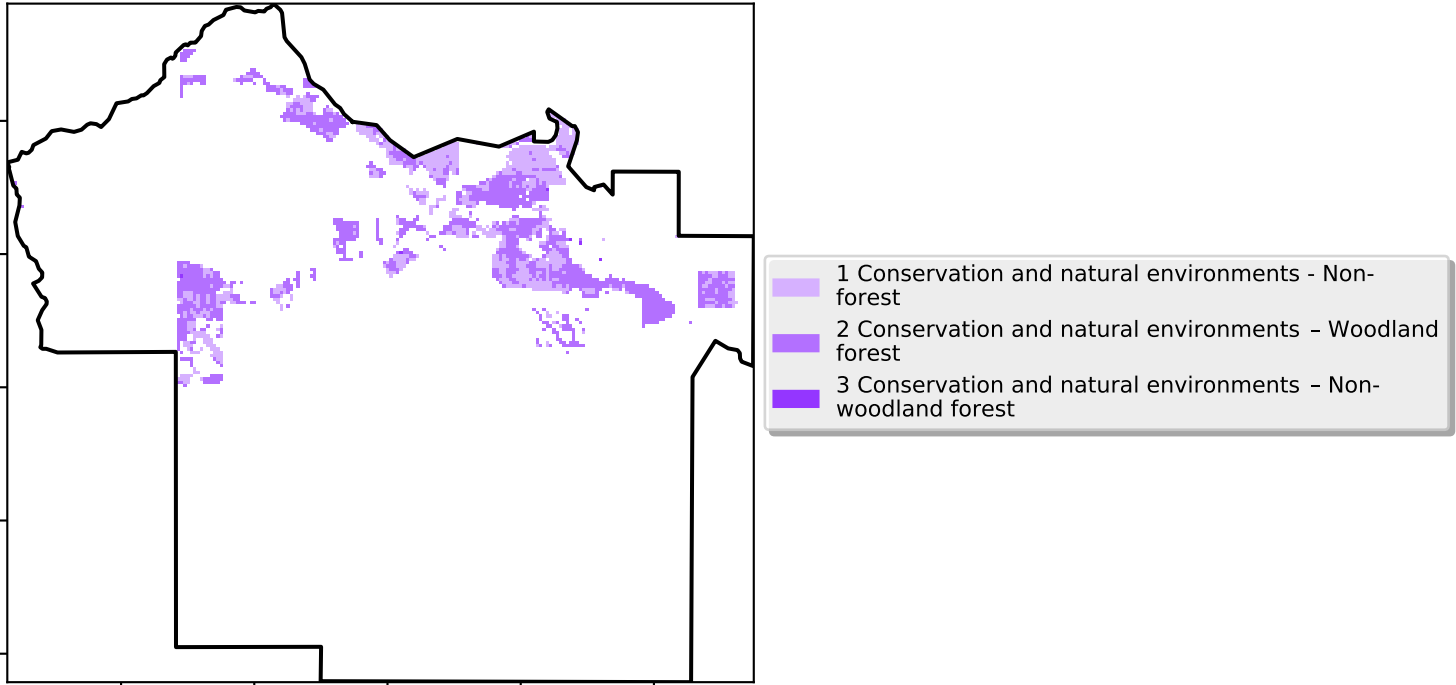 1 Conservation and natural environments - Non-
forest
2 Conservation and natural environments – Woodland
forest
3 Conservation and natural environments – Non-
woodland forest